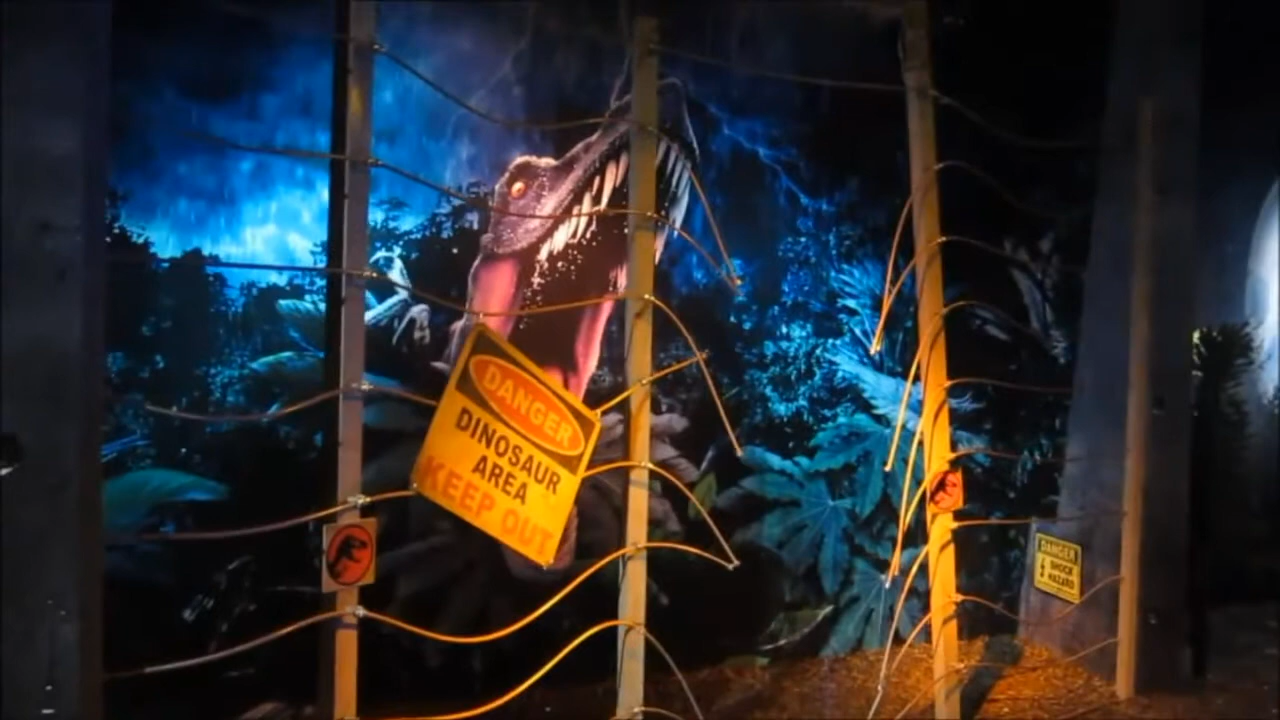 DANGER
DINOSAUR
AREA
KEEP OUT
DANGER
SHOCK
HAZARD